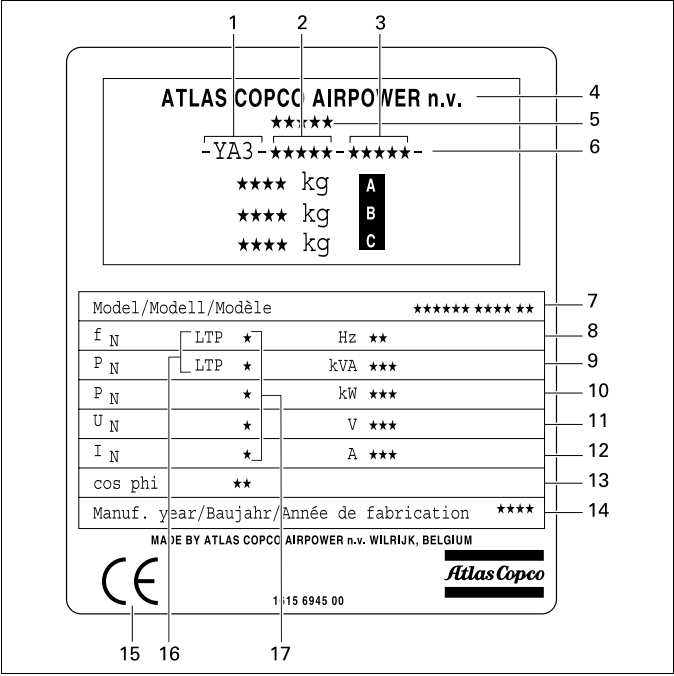 1 2 3
ATLAS COPCO AIRPOWER n.v. 4
★★★★★ 5
-YA3-★★★★★-★★★★★- 6
★★★★ kg A
★★★★ kg B
★★★★ kg C
Model/Modell/Modèle ★★★★★★ ★★★★ ★★ 7
f N LTP ★ Hz ★★ 8
P N LTP ★ kVA ★★★ 9
P N ★ kW ★★★ 10
U N ★ V ★★★ 11
I N ★ A ★★★ 12
cos phi ★★ 13
Manuf. year/Baujahr/Année de fabrication ★★★★ 14
MADE BY ATLAS COPCO AIRPOWER n.v. WILRIJK, BELGIUM
CE Atlas Copco
1615 6945 00
15 16 17